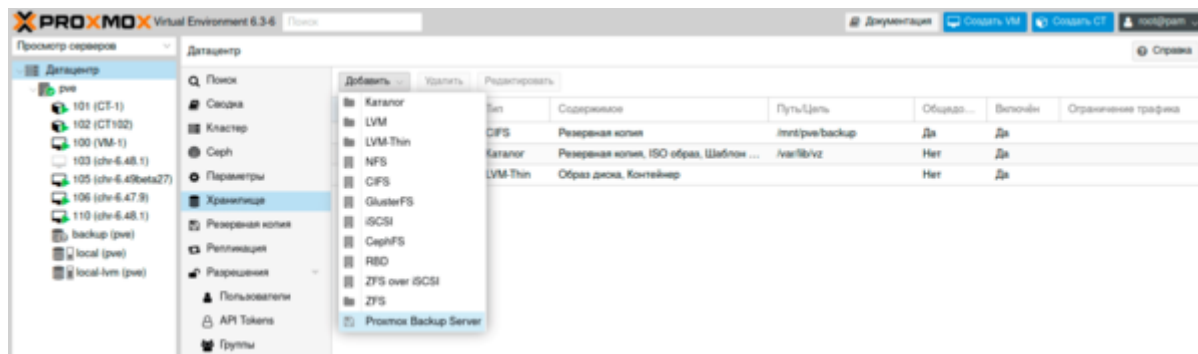 PROXMOX Virtual Environment 6.3-6 Поиск Документация Создать VM Создать CT root@pam
Просмотр серверов Датацентр Справка
Датацентр
pve
101 (CT-1)
102 (CT102)
100 (VM-1)
103 (chr-6.48.1)
105 (chr-6.49beta27)
106 (chr-6.47.9)
110 (chr-6.48.1)
backup (pve)
local (pve)
local-lvm (pve)
Поиск
Сводка
Кластер
Ceph
Параметры
Хранилище
Резервная копия
Репликация
Разрешения
Пользователи
API Tokens
Группы
Добавить Удалить Редактировать
Каталог
LVM
LVM-Thin
NFS
CIFS
GlusterFS
iSCSI
CephFS
RBD
ZFS over iSCSI
ZFS
Proxmox Backup Server
Тип Содержимое Путь/Цель Общедо... Включён Ограничение трафика
CIFS Резервная копия /mnt/pve/backup Да Да
Каталог Резервная копия, ISO образ, Шаблон ... /var/lib/vz Нет Да
LVM-Thin Образ диска, Контейнер Нет Да